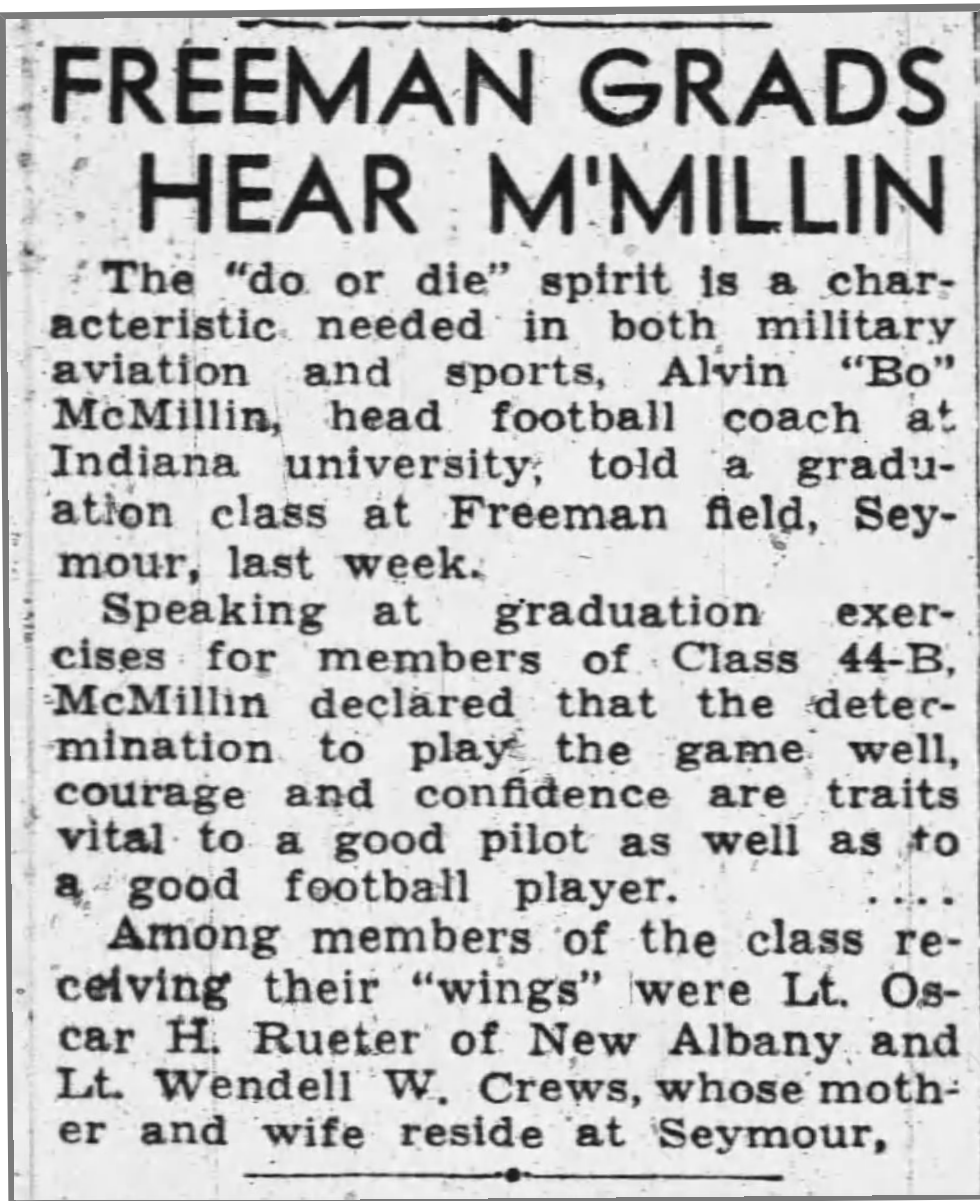 FREEMAN GRADS
HEAR M'MILLIN
The "do or die" spirit is a char-
acteristic needed in both military
aviation and sports, Alvin "Bo"
McMillin, head football coach at
Indiana university, told a gradu-
ation class at Freeman field, Sey-
mour, last week.
Speaking at graduation exer-
cises for members of Class 44-B,
McMillin declared that the deter-
mination to play the game well,
courage and confidence are traits
vital to a good pilot as well as to
a good football player. ....
Among members of the class re-
ceiving their "wings" were Lt. Os-
car H. Rueter of New Albany and
Lt. Wendell W. Crews, whose moth-
er and wife reside at Seymour,